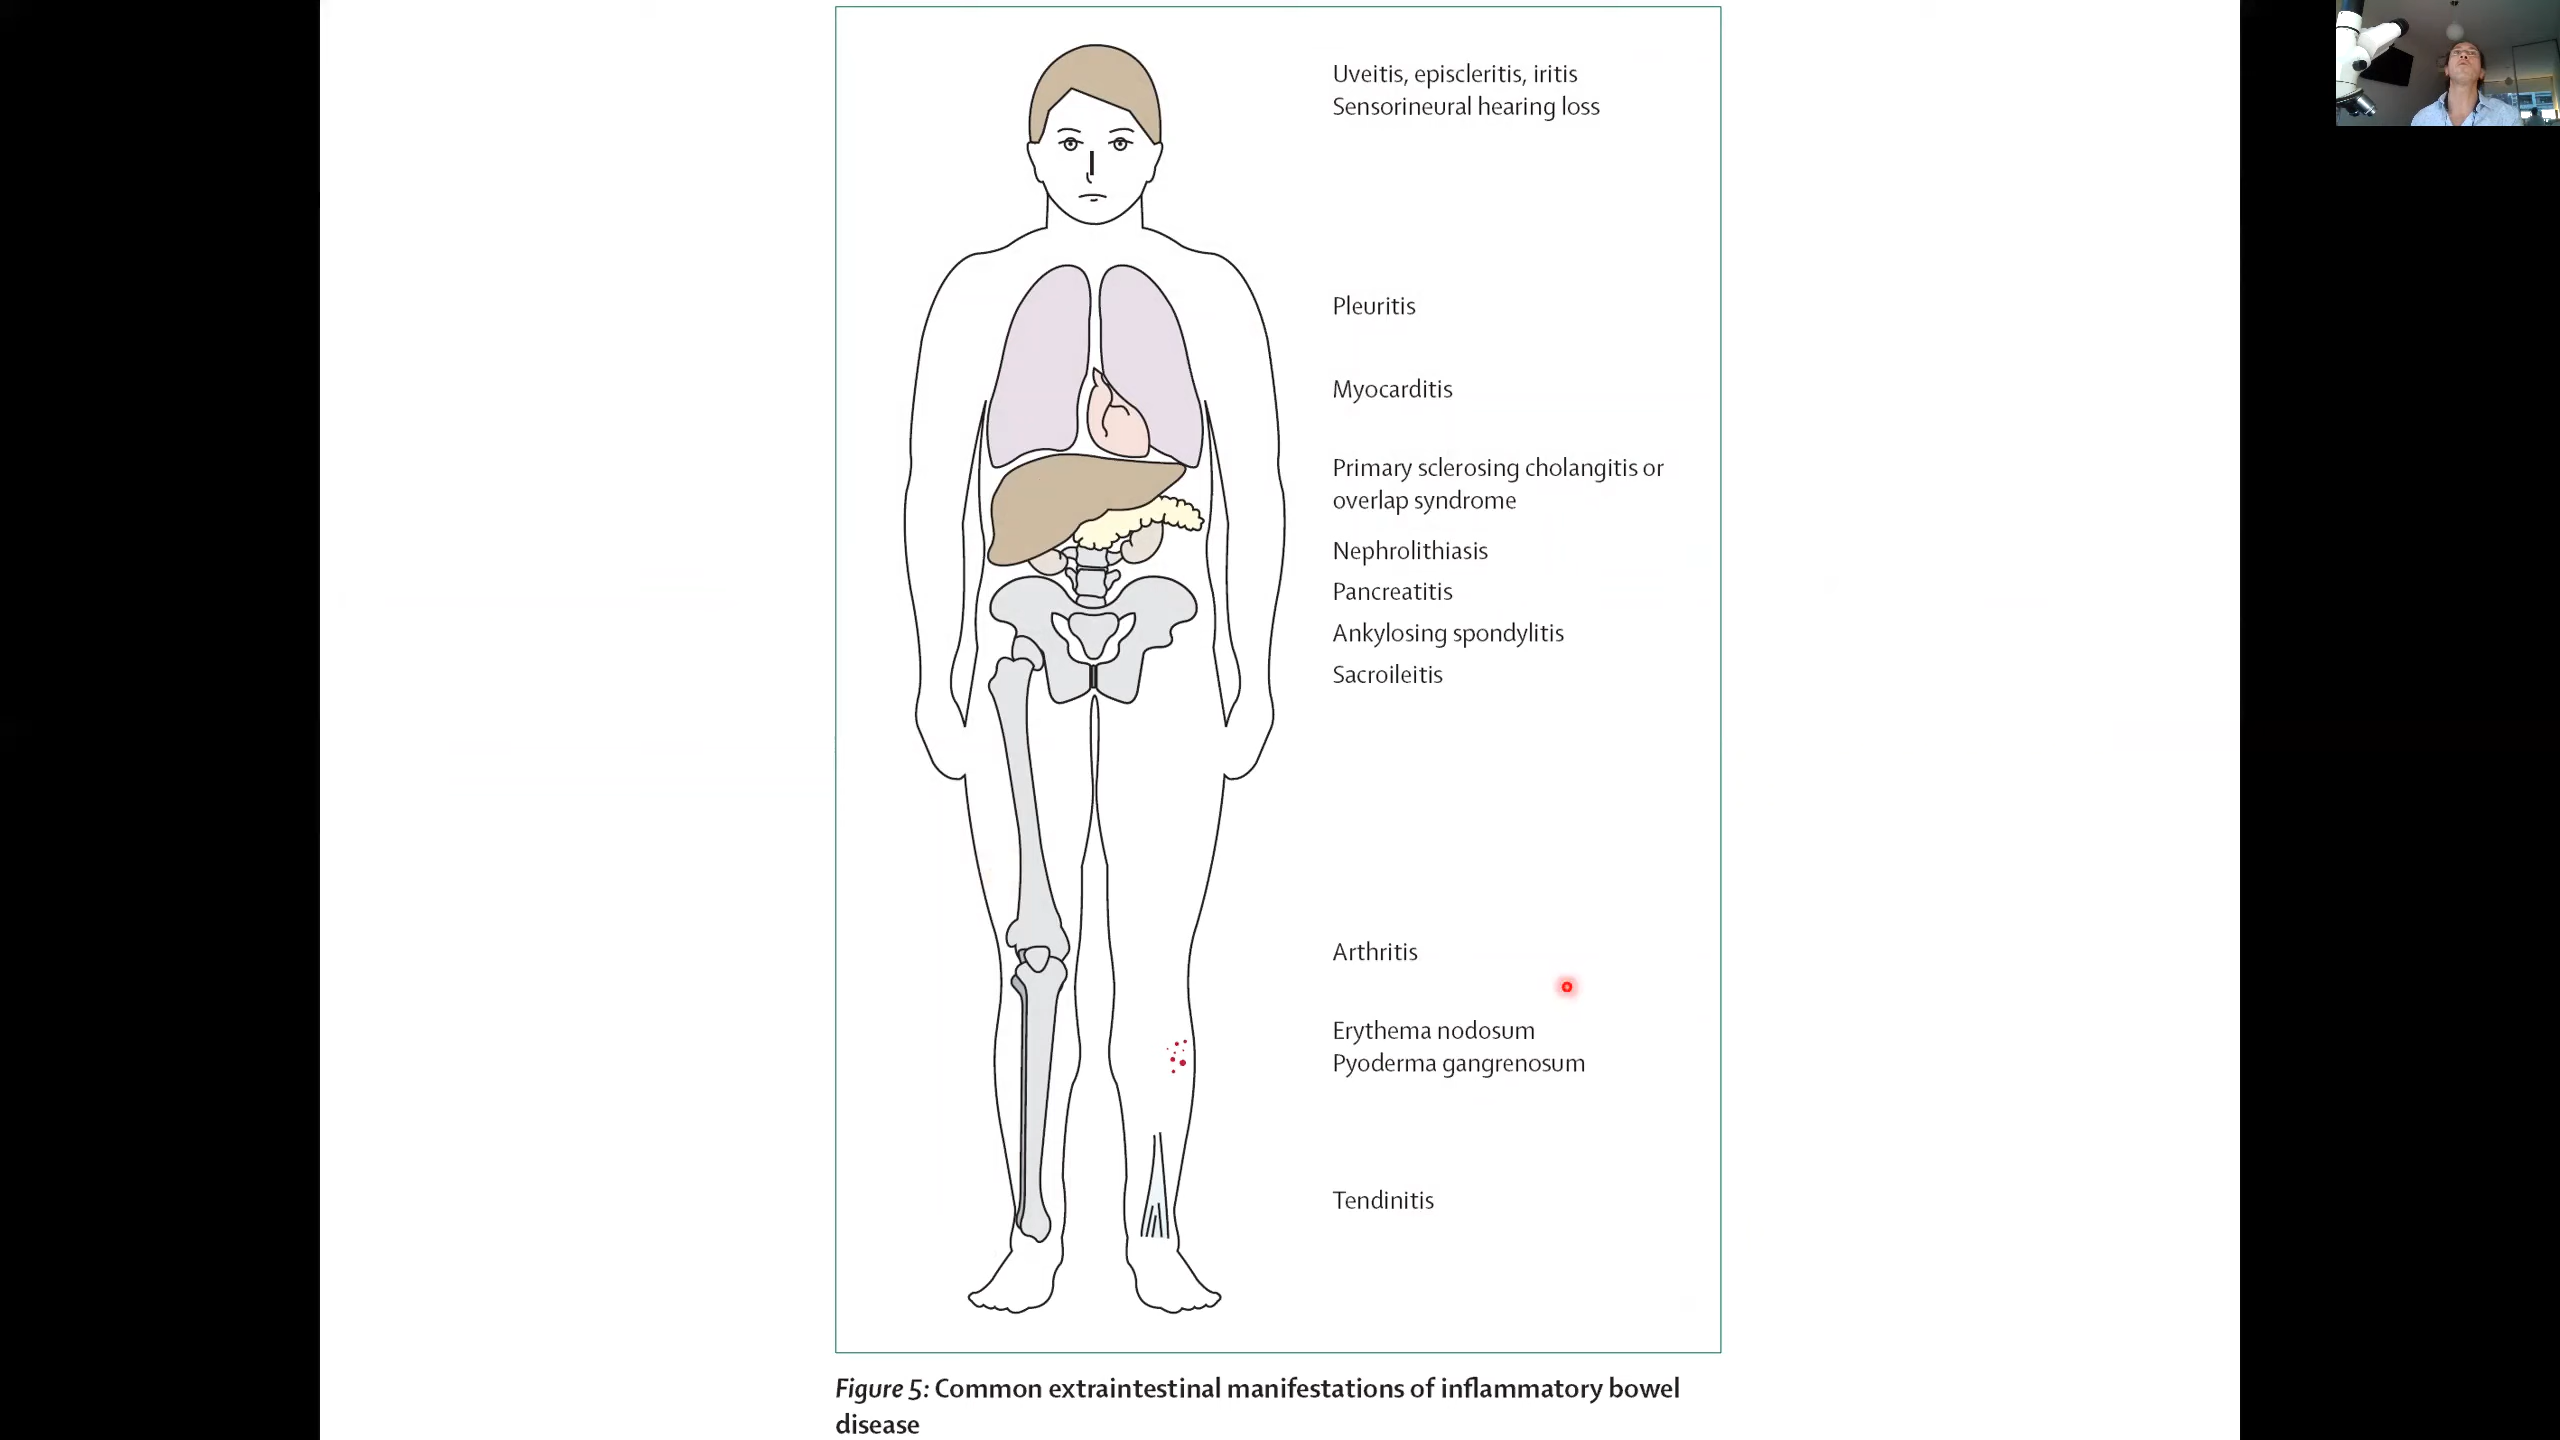 Uveitis, episcleritis, iritis
Sensorineural hearing loss
Pleuritis
Myocarditis
Primary sclerosing cholangitis or
overlap syndrome
Nephrolithiasis
Pancreatitis
Ankylosing spondylitis
Sacroileitis
Arthritis
Erythema nodosum
Pyoderma gangrenosum
Tendinitis
Figure 5: Common extraintestinal manifestations of inflammatory bowel
disease